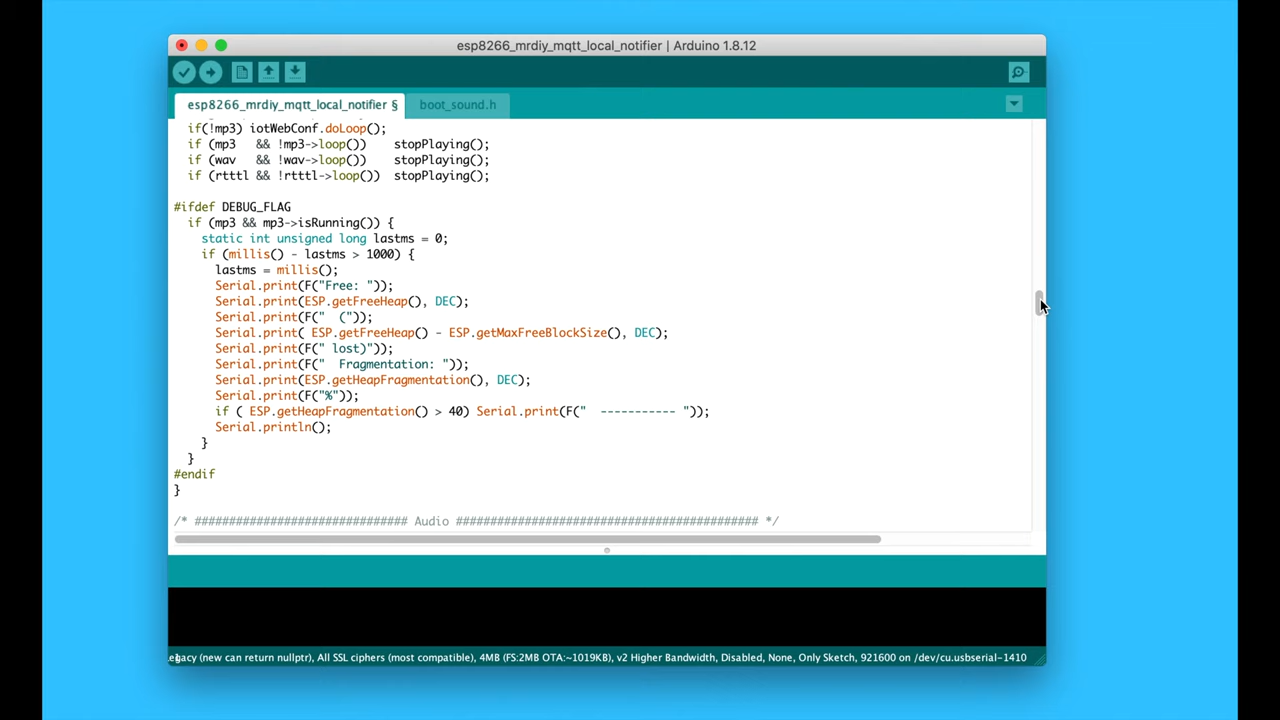 esp8266_mrdiy_mqtt_local_notifier | Arduino 1.8.12
esp8266_mrdiy_mqtt_local_notifier § boot_sound.h
if(!mp3) iotWebConf.doLoop();
if (mp3   && !mp3->loop())    stopPlaying();
if (wav   && !wav->loop())    stopPlaying();
if (rtttl && !rtttl->loop())  stopPlaying();
#ifdef DEBUG_FLAG
if (mp3 && mp3->isRunning()) {
static int unsigned long lastms = 0;
if (millis() - lastms > 1000) {
lastms = millis();
Serial.print(F("Free: "));
Serial.print(ESP.getFreeHeap(), DEC);
Serial.print(F("  ("));
Serial.print( ESP.getFreeHeap() - ESP.getMaxFreeBlockSize(), DEC);
Serial.print(F(" lost)"));
Serial.print(F("  Fragmentation: "));
Serial.print(ESP.getHeapFragmentation(), DEC);
Serial.print(F("%"));
if ( ESP.getHeapFragmentation() > 40) Serial.print(F("  ----------- "));
Serial.println();
}
}
#endif
}
/* ############################### Audio ############################################ */
(new can return nullptr), All SSL ciphers (most compatible), 4MB (FS:2MB OTA:~1019KB), v2 Higher Bandwidth, Disabled, None, Only Sketch, 921600 on /dev/cu.usbserial-1410